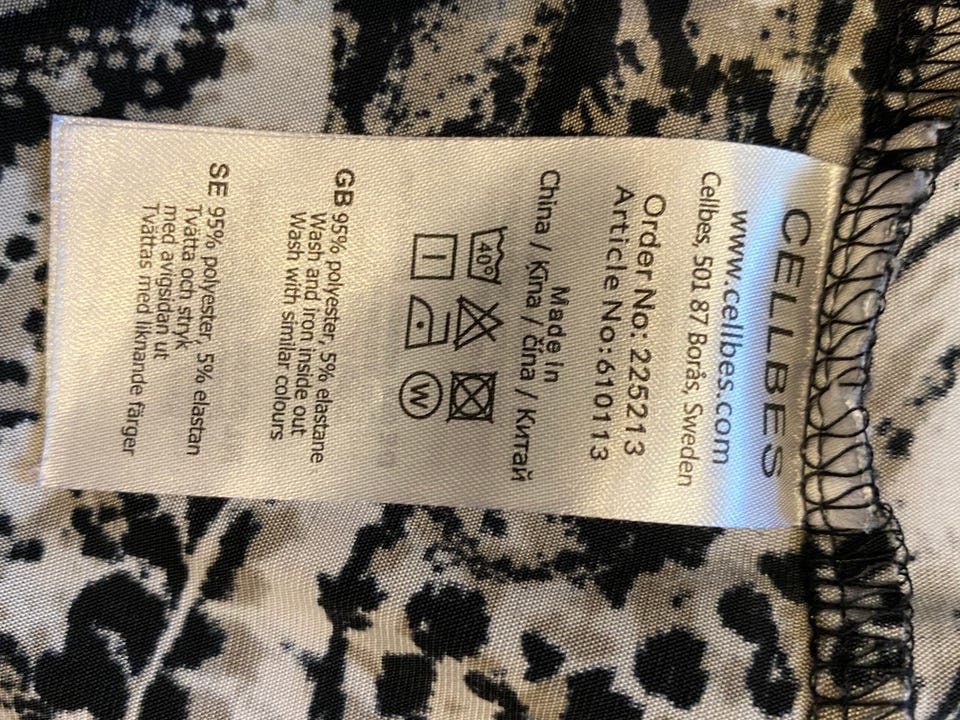 CELLBES
www.cellbes.com
Cellbes, 501 87 Borås, Sweden
Order No: 225213
Article No: 610113
Made in
China / Ķīna / Čína / Китай
40°
W
GB 95% polyester, 5% elastane
Wash and iron inside out
Wash with similar colours
SE 95% polyester, 5% elastan
Tvätta och stryk
med avigsidan ut
Tvättas med liknande färger